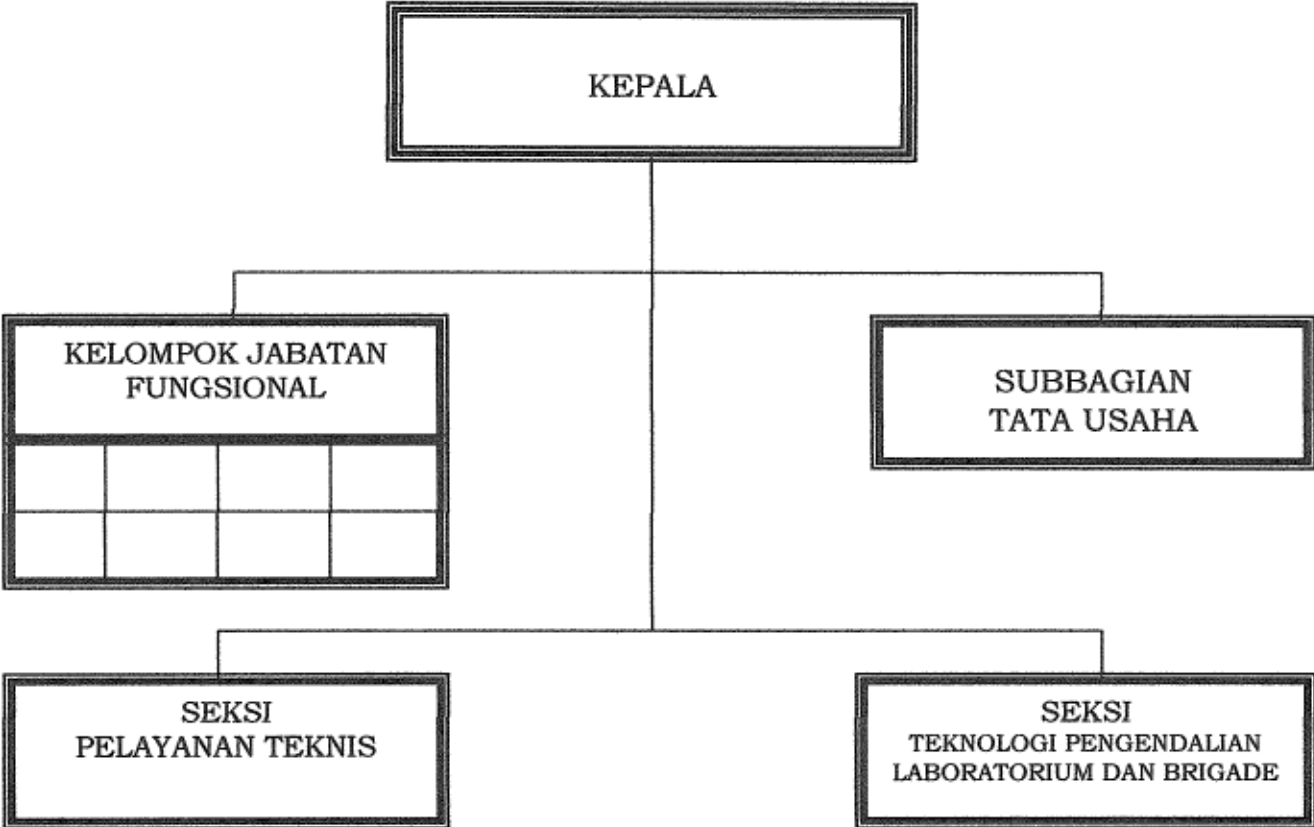 KEPALA
KELOMPOK JABATAN
FUNGSIONAL
SUBBAGIAN
TATA USAHA
SEKSI
PELAYANAN TEKNIS
SEKSI
TEKNOLOGI PENGENDALIAN
LABORATORIUM DAN BRIGADE